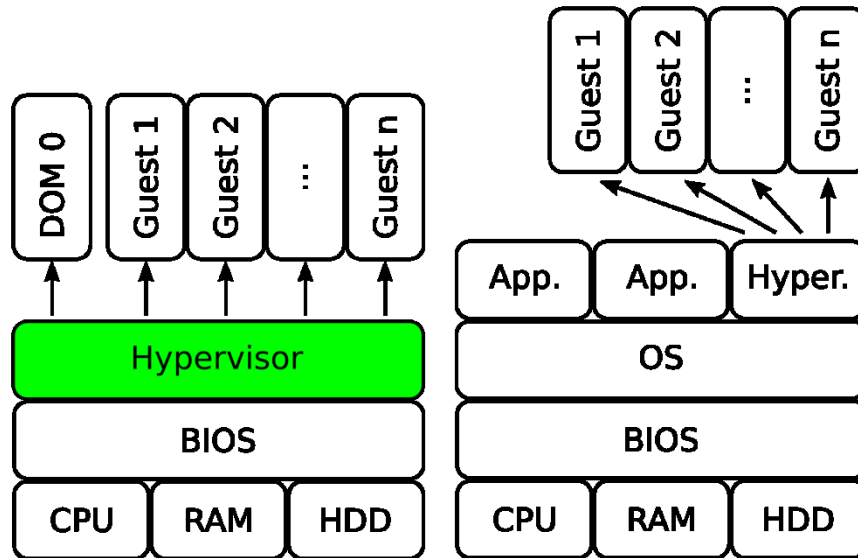 DOM 0
Guest 1
Guest 2
...
Guest n
Hypervisor
BIOS
CPU
RAM
HDD
Guest 1
Guest 2
...
Guest n
App.
App.
Hyper.
OS
BIOS
CPU
RAM
HDD